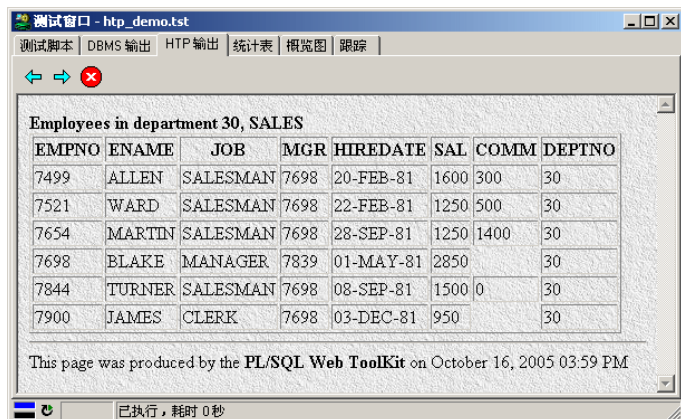 测试窗口 - htp_demo.tst
测试脚本 DBMS 输出 HTP 输出 统计表 概览图 跟踪
Employees in department 30, SALES
EMPNO ENAME JOB MGR HIREDATE SAL COMM DEPTNO
7499 ALLEN SALESMAN 7698 20-FEB-81 1600 300 30
7521 WARD SALESMAN 7698 22-FEB-81 1250 500 30
7654 MARTIN SALESMAN 7698 28-SEP-81 1250 1400 30
7698 BLAKE MANAGER 7839 01-MAY-81 2850 30
7844 TURNER SALESMAN 7698 08-SEP-81 1500 0 30
7900 JAMES CLERK 7698 03-DEC-81 950 30
This page was produced by the PL/SQL Web ToolKit on October 16, 2005 03:59 PM
已执行，耗时 0 秒